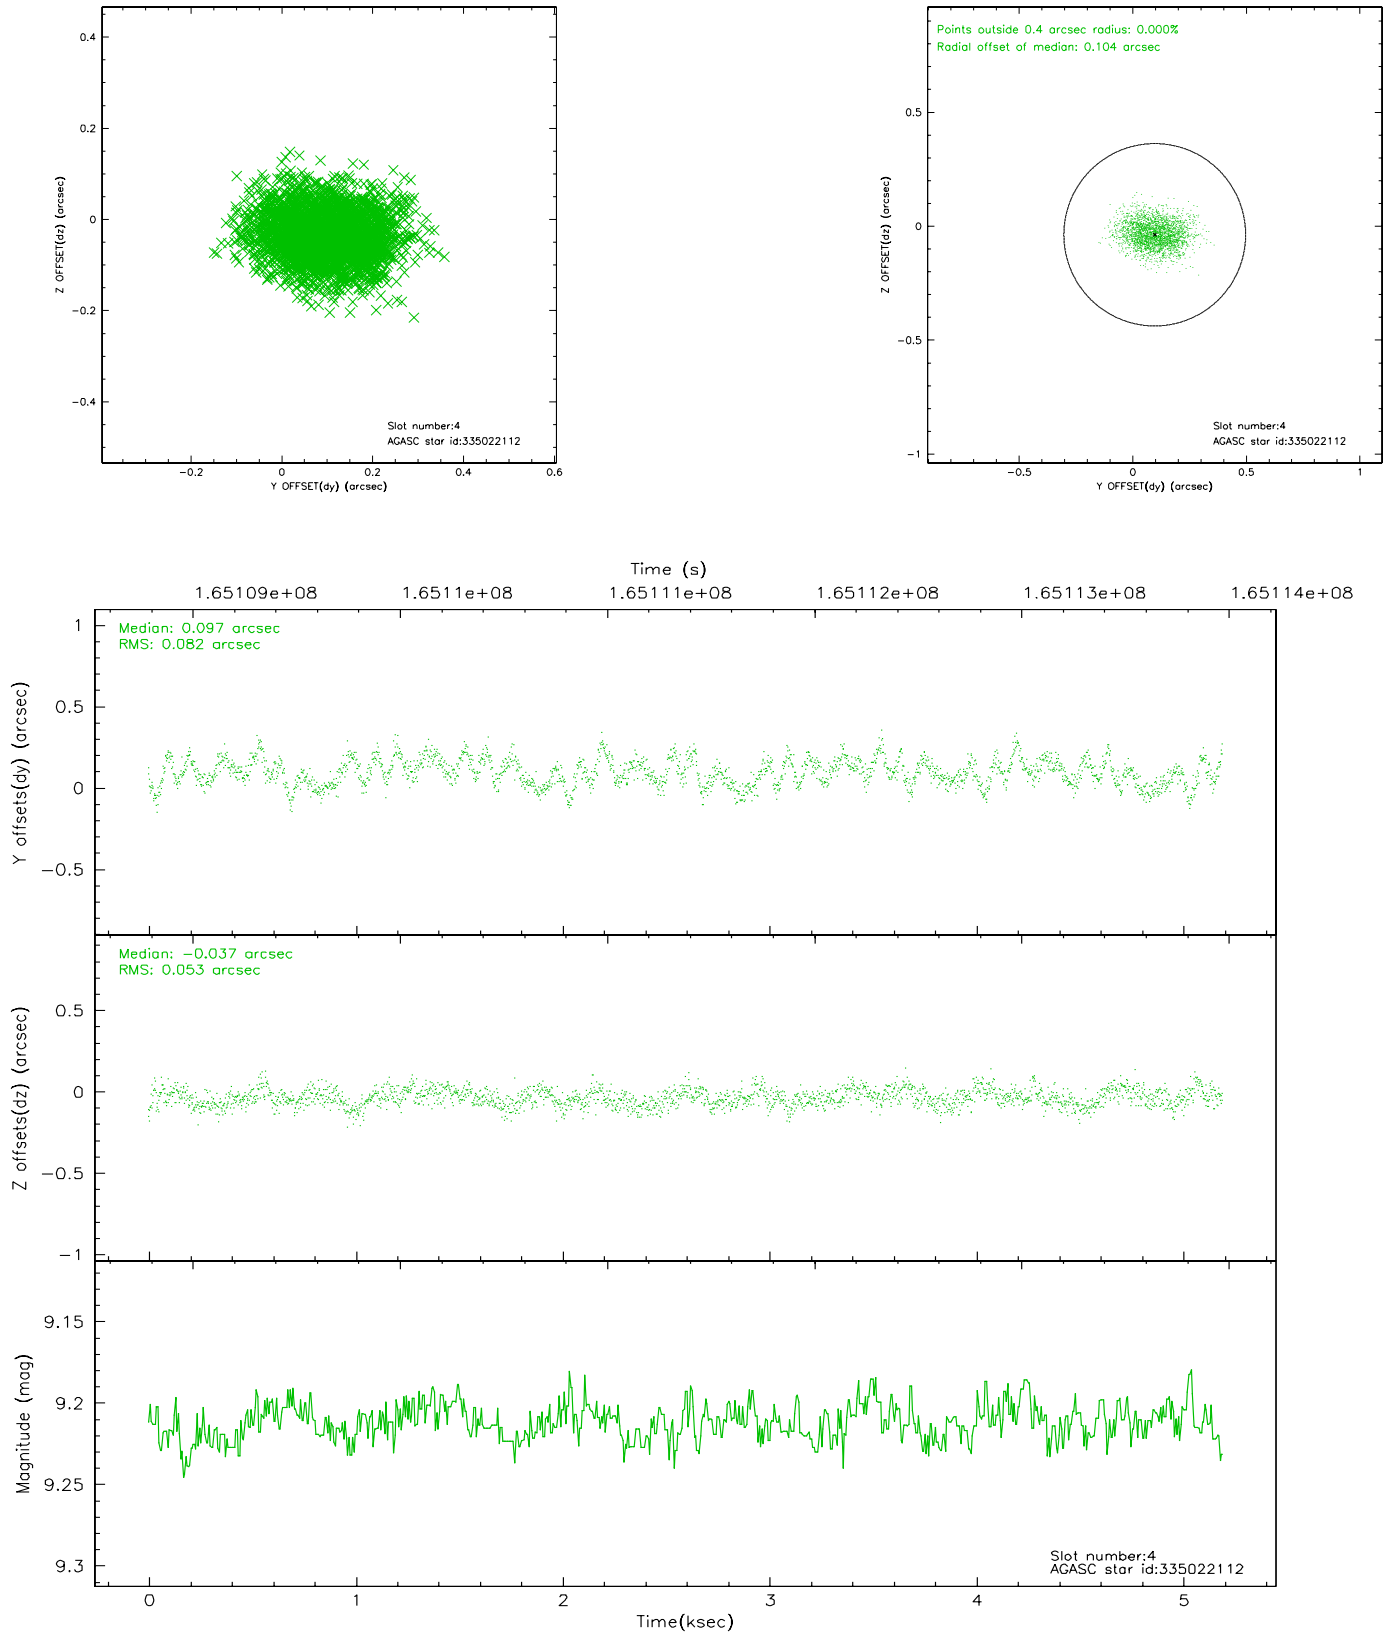 0.4
0.2
0
−0.2
−0.4
Z OFFSET(dz) (arcsec)
Slot number:4
AGASC star id:335022112
−0.2 0 0.2 0.4 0.6
Y OFFSET(dy) (arcsec)
Points outside 0.4 arcsec radius: 0.000%
Radial offset of median: 0.104 arcsec
0.5
0
−0.5
−1
Z OFFSET(dz) (arcsec)
Slot number:4
AGASC star id:335022112
−0.5 0 0.5 1
Y OFFSET(dy) (arcsec)
Time (s)
1.65109e+08 1.6511e+08 1.65111e+08 1.65112e+08 1.65113e+08 1.65114e+08
Median: 0.097 arcsec
RMS: 0.082 arcsec
1
0.5
0
−0.5
Y offsets(dy) (arcsec)
Median: −0.037 arcsec
RMS: 0.053 arcsec
0.5
0
−0.5
−1
Z offsets(dz) (arcsec)
9.15
9.2
9.25
9.3
Magnitude (mag)
Slot number:4
AGASC star id:335022112
0 1 2 3 4 5
Time(ksec)